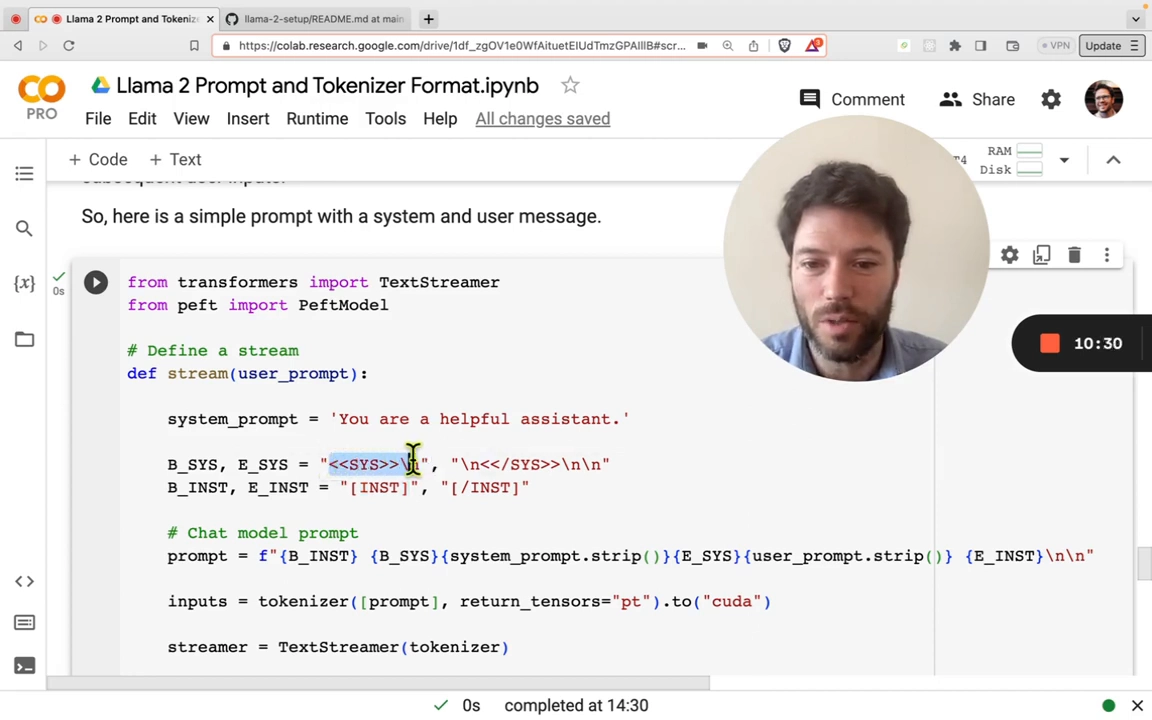 Llama 2 Prompt and Tokeniz
llama-2-setup/README.md at main
https://colab.research.google.com/drive/1df_zgOV1e0WfAituetEIUdTmzGPAIllB#scr...
VPN
Update
PRO
Llama 2 Prompt and Tokenizer Format.ipynb
File Edit View Insert Runtime Tools Help All changes saved
Comment
Share
+ Code + Text
T4
RAM
Disk
So, here is a simple prompt with a system and user message.
0s
{x}
from transformers import TextStreamer
from peft import PeftModel
# Define a stream
def stream(user_prompt):
system_prompt = 'You are a helpful assistant.'
B_SYS, E_SYS = "<<SYS>>\n", "\n<</SYS>>\n\n"
B_INST, E_INST = "[INST]", "[/INST]"
# Chat model prompt
prompt = f"{B_INST} {B_SYS}{system_prompt.strip()}{E_SYS}{user_prompt.strip()} {E_INST}\n\n"
inputs = tokenizer([prompt], return_tensors="pt").to("cuda")
streamer = TextStreamer(tokenizer)
10:30
0s completed at 14:30